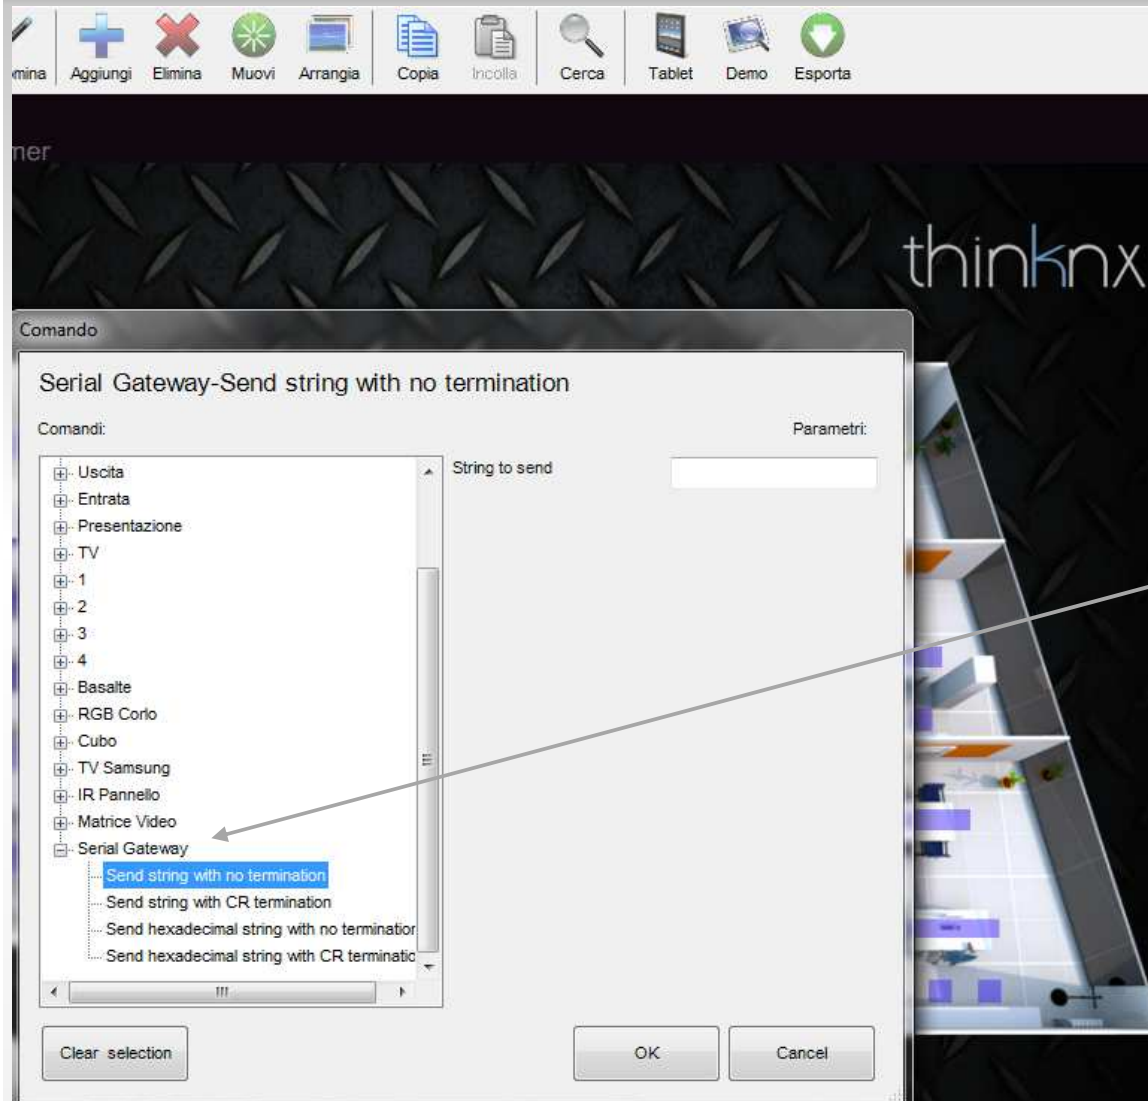 mina Aggiungi Elimina Muovi Arrangia Copia Incolla Cerca Tablet Demo Esporta
ner
thinknx
Comando
Serial Gateway-Send string with no termination
Comandi: Parametri:
Uscita String to send
Entrata
Presentazione
TV
1
2
3
4
Basalte
RGB Corlo
Cubo
TV Samsung
IR Pannello
Matrice Video
Serial Gateway
Send string with no termination
Send string with CR termination
Send hexadecimal string with no termination
Send hexadecimal string with CR terminatio
Clear selection OK Cancel